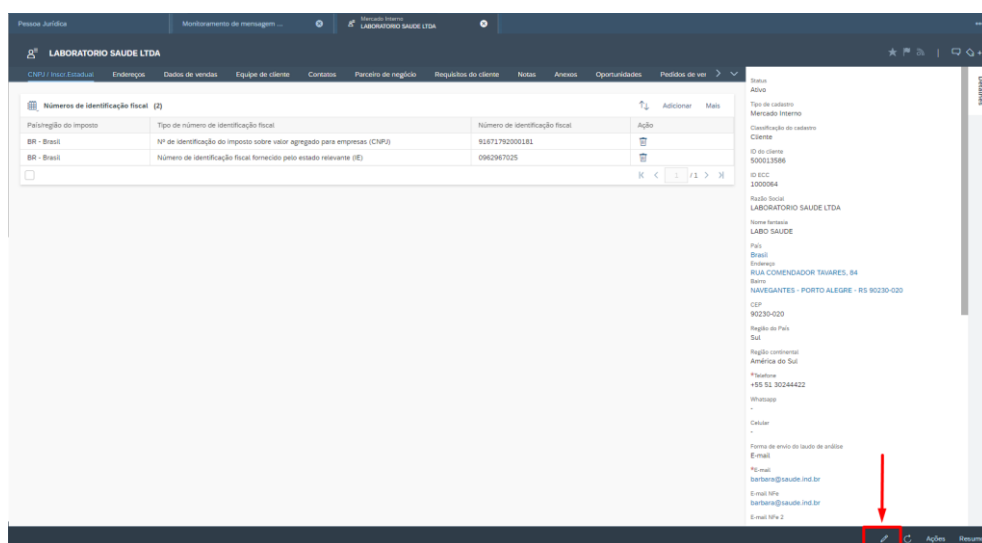 Pessoa Jurídica
Monitoramento de mensagem ...
Mercado Interno
LABORATORIO SAUDE LTDA
LABORATORIO SAUDE LTDA
CNPJ / Inscr.Estadual Endereços Dados de vendas Equipe de cliente Contatos Parceiro de negócio Requisitos do cliente Notas Anexos Oportunidades Pedidos de ver
Números de identificação fiscal (2) Adicionar Mais
País/região do imposto Tipo de número de identificação fiscal Número de identificação fiscal Ação
BR - Brasil Nº de identificação do imposto sobre valor agregado para empresas (CNPJ) 91671792000181
BR - Brasil Número de identificação fiscal fornecido pelo estado relevante (IE) 0962967025
1 / 1
Detalhes
Status
Ativo
Tipo de cadastro
Mercado Interno
Classificação do cadastro
Cliente
ID do cliente
500013586
ID ECC
1000064
Razão Social
LABORATORIO SAUDE LTDA
Nome fantasia
LABO SAUDE
País
Brasil
Endereço
RUA COMENDADOR TAVARES, 84
Bairro
NAVEGANTES - PORTO ALEGRE - RS 90230-020
CEP
90230-020
Região do País
Sul
Região continental
América do Sul
*Telefone
+55 51 30244422
Whatsapp
-
Celular
-
Forma de envio do laudo de análise
E-mail
*E-mail
barbara@saude.ind.br
E-mail NFe
barbara@saude.ind.br
E-mail NFe 2
Ações Resumo